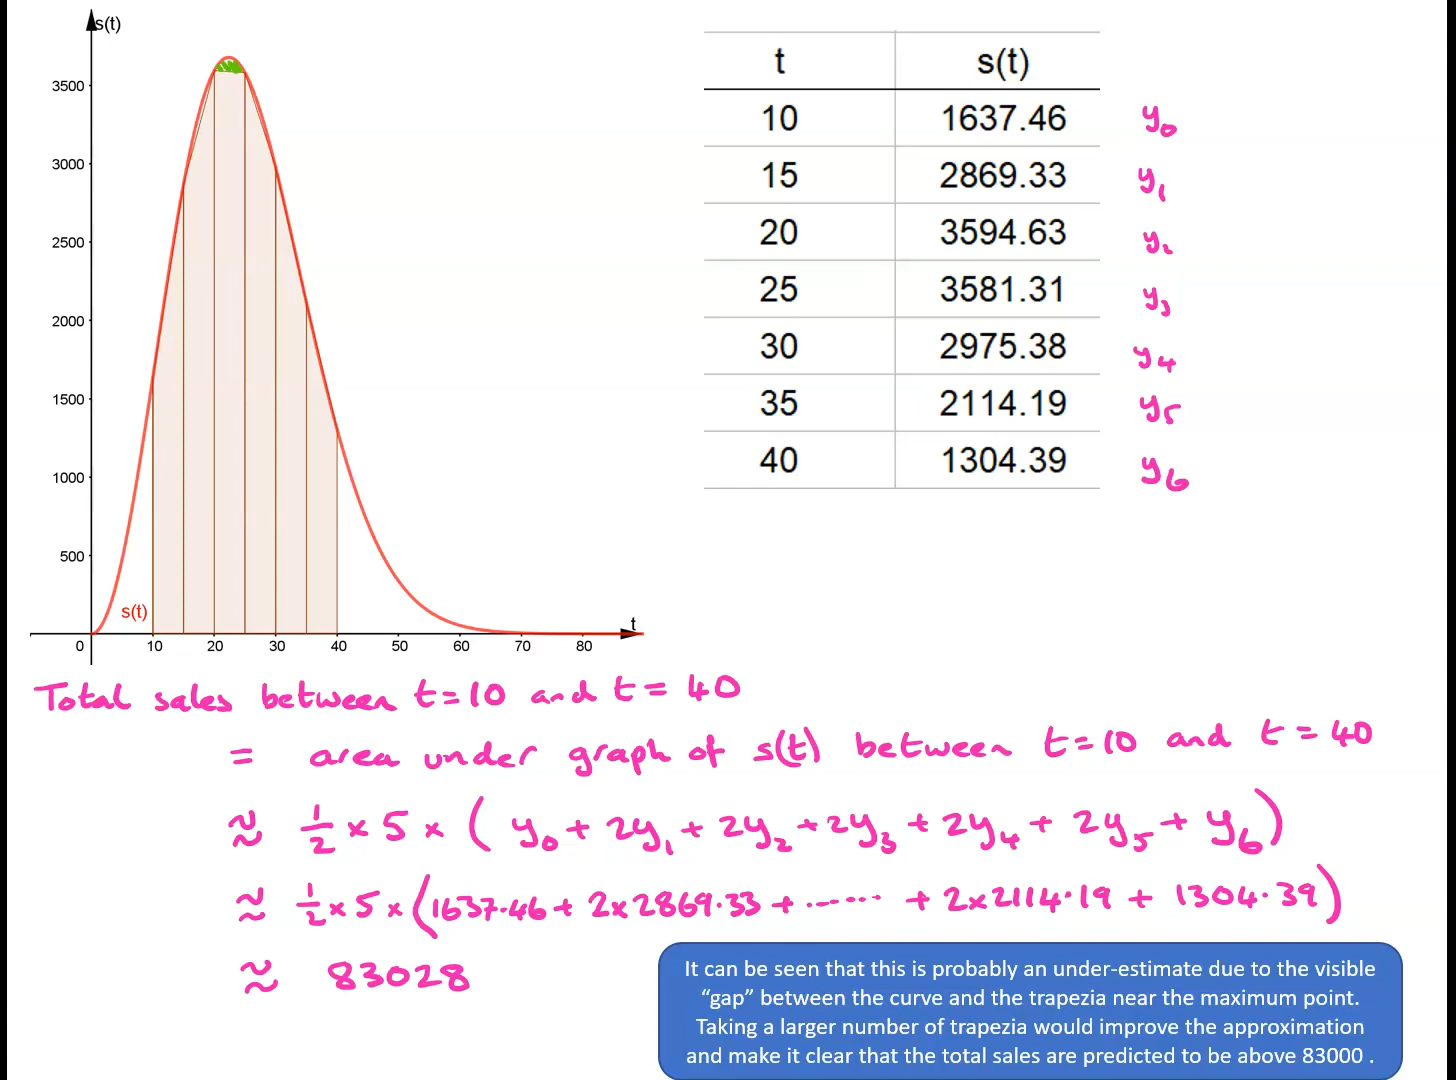 s(t)
3500
3000
2500
2000
1500
1000
500
s(t)
t
0 10 20 30 40 50 60 70 80
t s(t)
10 1637.46 y₀
15 2869.33 y₁
20 3594.63 y₂
25 3581.31 y₃
30 2975.38 y₄
35 2114.19 y₅
40 1304.39 y₆
Total sales between t=10 and t=40
= area under graph of s(t) between t=10 and t=40
≈ 1/2 × 5 × ( y₀ + 2y₁ + 2y₂ + 2y₃ + 2y₄ + 2y₅ + y₆ )
≈ 1/2 × 5 × (1637.46 + 2×2869.33 + ...... + 2×2114.19 + 1304.39)
≈ 83028
It can be seen that this is probably an under-estimate due to the visible
“gap” between the curve and the trapezia near the maximum point.
Taking a larger number of trapezia would improve the approximation
and make it clear that the total sales are predicted to be above 83000 .